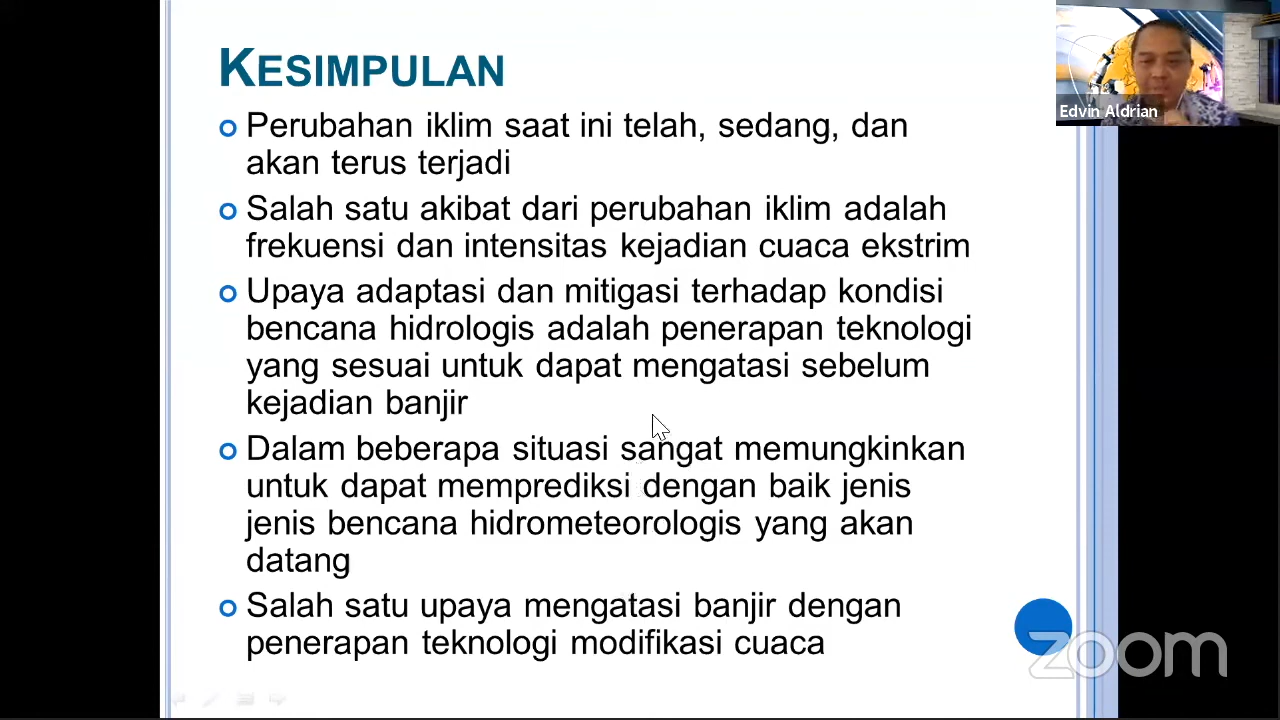 KESIMPULAN
Perubahan iklim saat ini telah, sedang, dan
akan terus terjadi
Salah satu akibat dari perubahan iklim adalah
frekuensi dan intensitas kejadian cuaca ekstrim
Upaya adaptasi dan mitigasi terhadap kondisi
bencana hidrologis adalah penerapan teknologi
yang sesuai untuk dapat mengatasi sebelum
kejadian banjir
Dalam beberapa situasi sangat memungkinkan
untuk dapat memprediksi dengan baik jenis
jenis bencana hidrometeorologis yang akan
datang
Salah satu upaya mengatasi banjir dengan
penerapan teknologi modifikasi cuaca
Edvin Aldrian
zoom